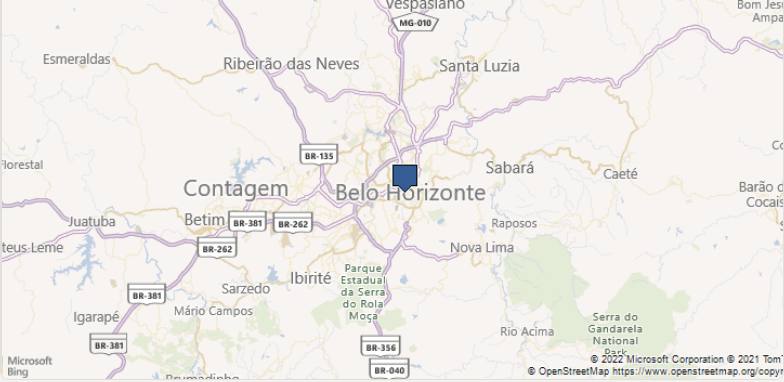 Vespasiano
Bom Jesu
Ampa
MG-010
Esmeraldas
Ribeirão das Neves
Santa Luzia
Florestal
BR-135
Sabará
Caeté
Co
Contagem
Belo Horizonte
Barão d
Cocais
Juatuba
Betim
BR-381
BR-262
Raposos
teus Leme
BR-262
Nova Lima
Ibirité
Parque
Estadual
da Serra
do Rola
Moça
Sarzedo
BR-381
Mário Campos
Igarapé
Rio Acima
Serra do
Gandarela
National
Park
BR-381
BR-356
BR-040
Microsoft
Bing
Brumadinho
© 2022 Microsoft Corporation © 2021 Tom
© OpenStreetMap https://www.openstreetmap.org/copyr